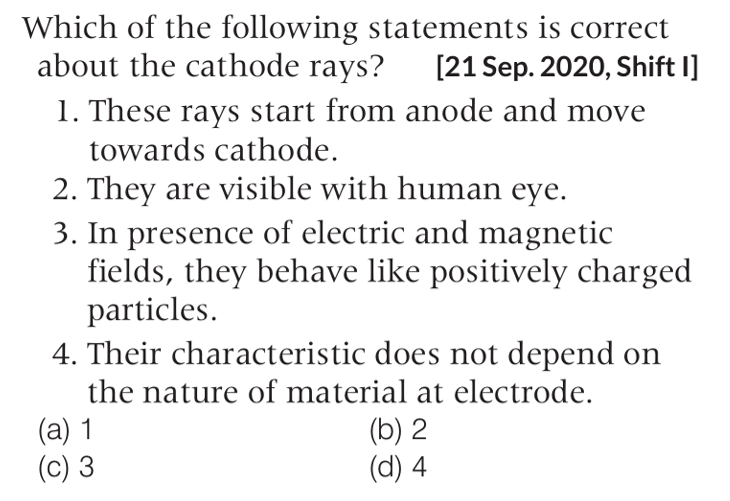 Which of the following statements is correct
about the cathode rays? [21 Sep. 2020, Shift I]
1. These rays start from anode and move
towards cathode.
2. They are visible with human eye.
3. In presence of electric and magnetic
fields, they behave like positively charged
particles.
4. Their characteristic does not depend on
the nature of material at electrode.
(a) 1 (b) 2
(c) 3 (d) 4